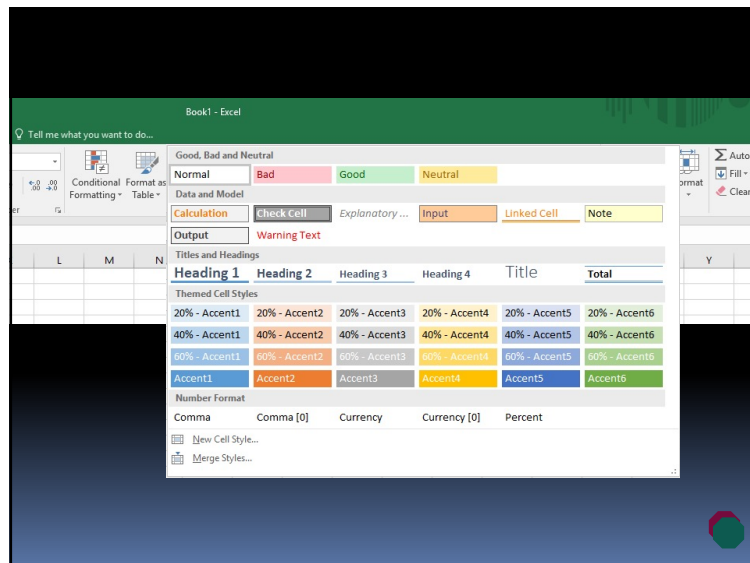 Book1 - Excel
Tell me what you want to do...
Good, Bad and Neutral
Normal Bad Good Neutral
Data and Model
Calculation Check Cell Explanatory ... Input Linked Cell Note
Output Warning Text
Titles and Headings
Heading 1 Heading 2 Heading 3 Heading 4 Title Total
Themed Cell Styles
20% - Accent1 20% - Accent2 20% - Accent3 20% - Accent4 20% - Accent5 20% - Accent6
40% - Accent1 40% - Accent2 40% - Accent3 40% - Accent4 40% - Accent5 40% - Accent6
60% - Accent1 60% - Accent2 60% - Accent3 60% - Accent4 60% - Accent5 60% - Accent6
Accent1 Accent2 Accent3 Accent4 Accent5 Accent6
Number Format
Comma Comma [0] Currency Currency [0] Percent
New Cell Style...
Merge Styles...
Conditional Format as
Formatting Table
er
L M N Y
ormat
Auto
Fill
Clear